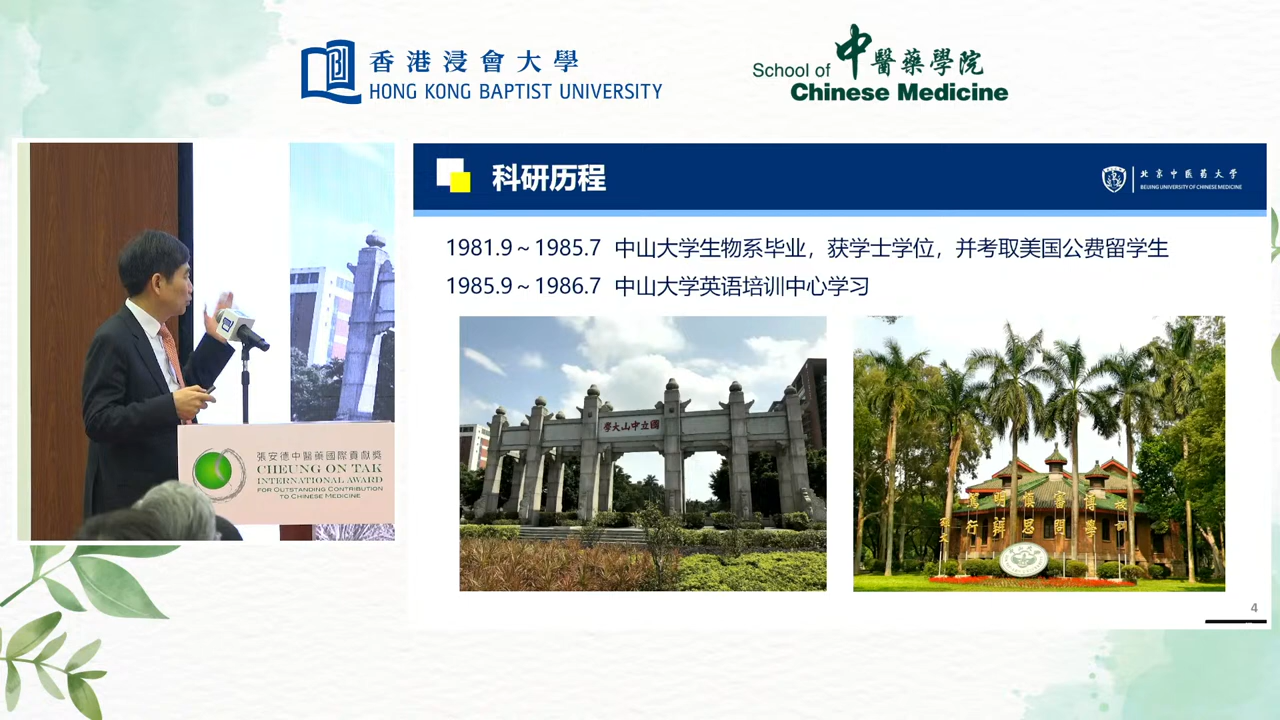 香港浸會大學
HONG KONG BAPTIST UNIVERSITY
School of 中醫藥學院
Chinese Medicine
科研历程
北京中医药大学
BEIJING UNIVERSITY OF CHINESE MEDICINE
1981.9～1985.7 中山大学生物系毕业，获学士学位，并考取美国公费留学生
1985.9～1986.7 中山大学英语培训中心学习
學大山中立國
張安德中醫藥國際貢獻獎
CHEUNG ON TAK
INTERNATIONAL AWARD
FOR OUTSTANDING CONTRIBUTION
TO CHINESE MEDICINE
4